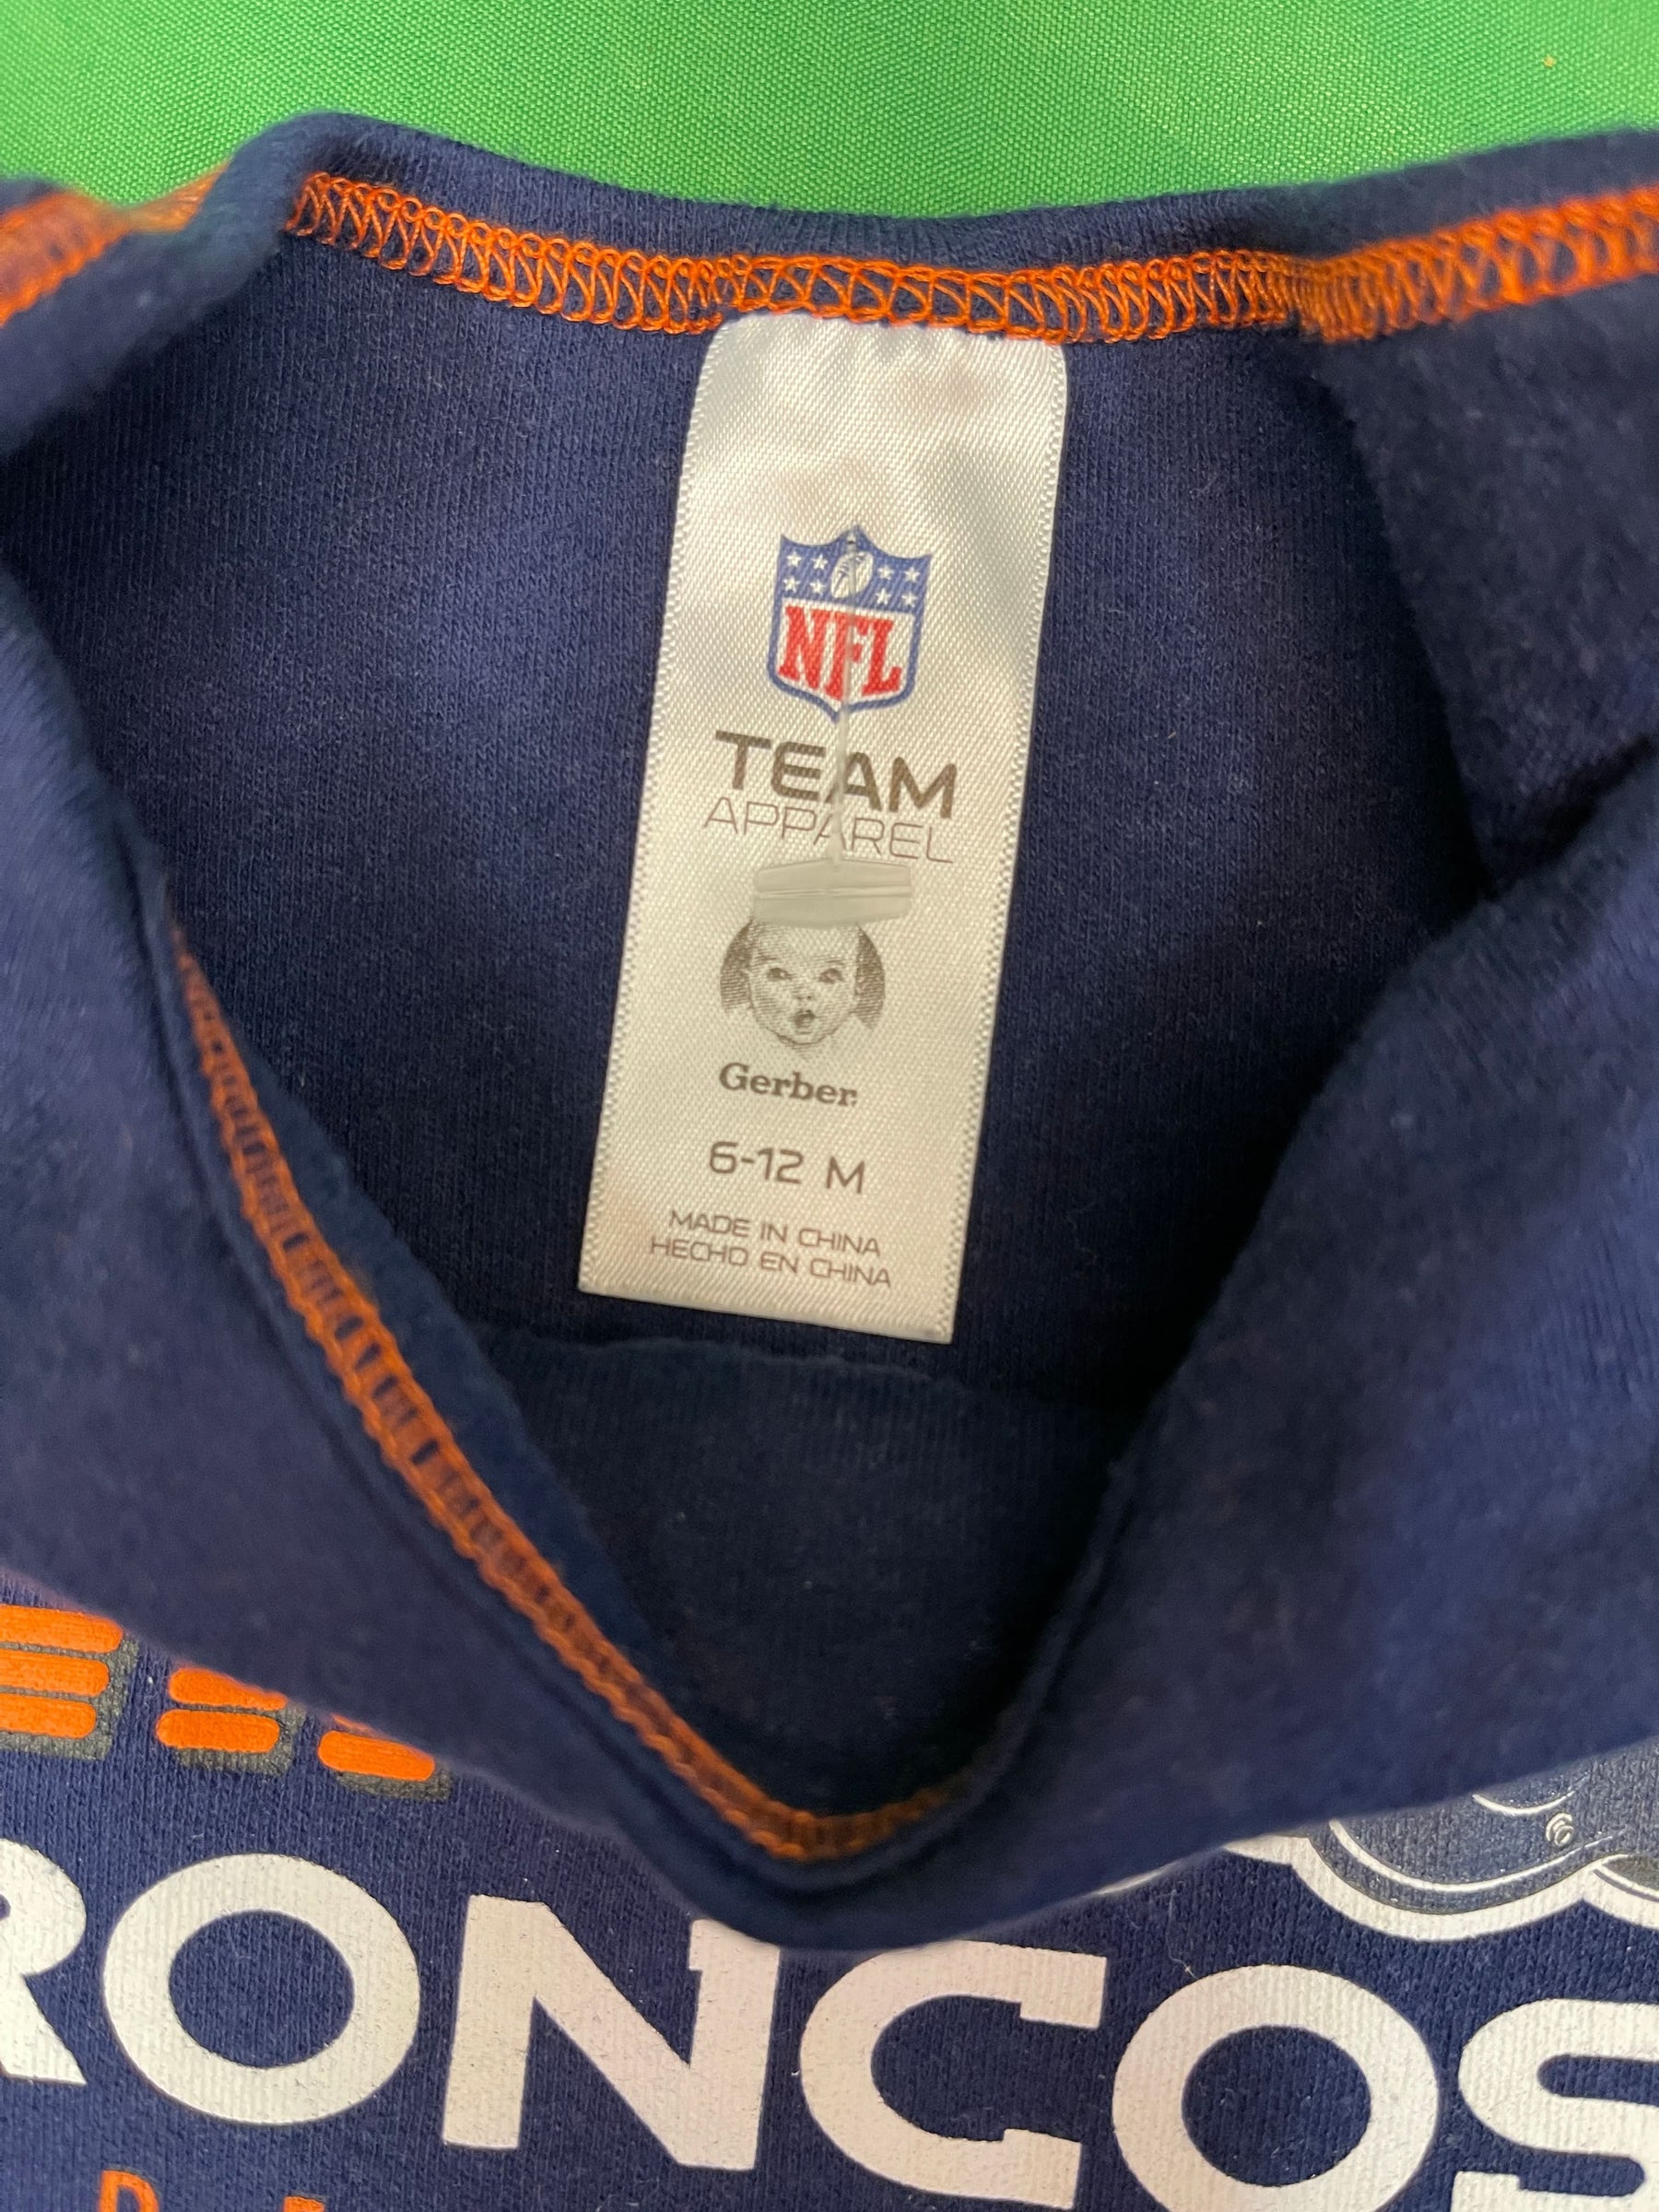 NFL
TEAM
APPAREL
Gerber.
6-12 M
MADE IN CHINA
HECHO EN CHINA
RONCOS